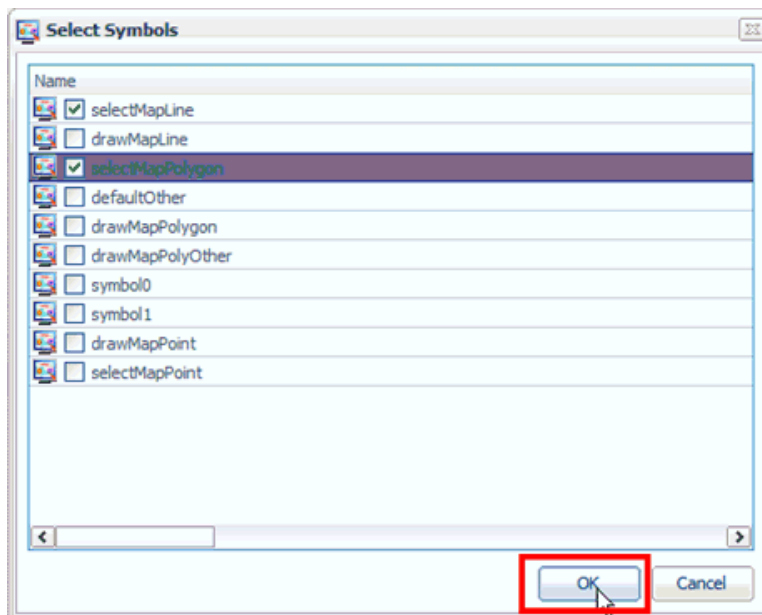 Select Symbols
Name
selectMapLine
drawMapLine
selectMapPolygon
defaultOther
drawMapPolygon
drawMapPolyOther
symbol0
symbol1
drawMapPoint
selectMapPoint
OK Cancel